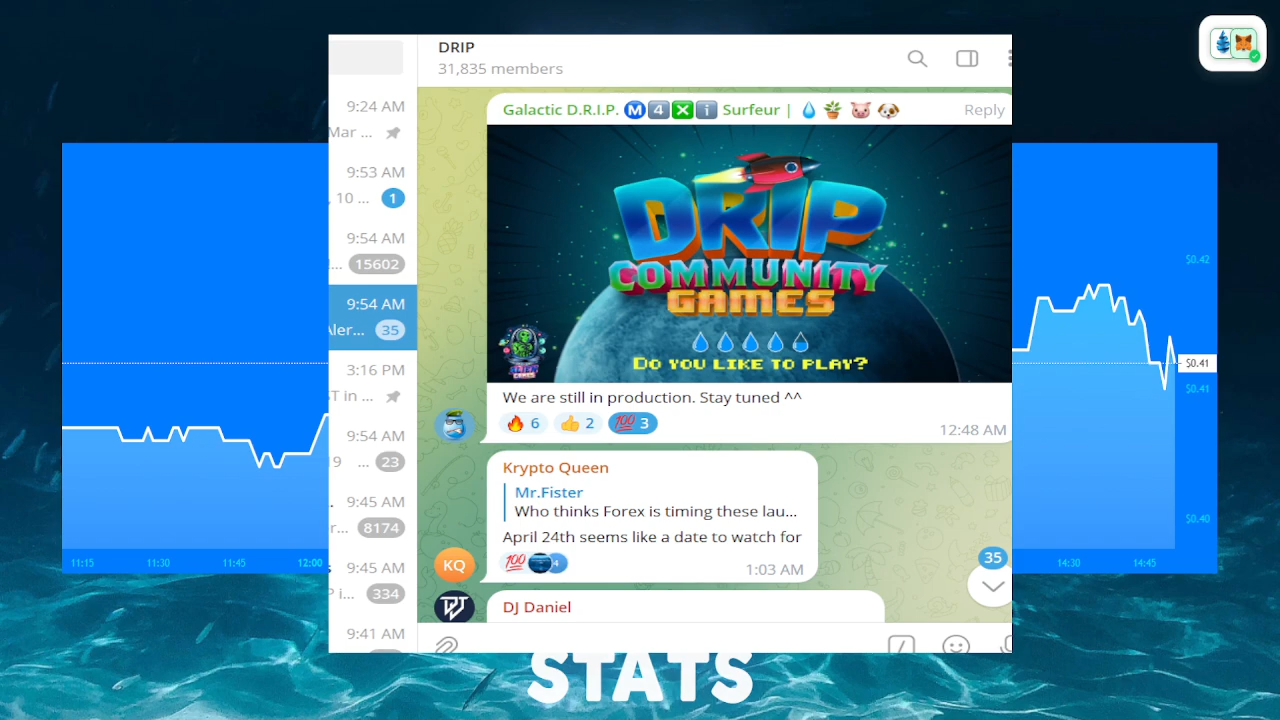 DRIP
31,835 members
9:24 AM
Mar ...
9:53 AM
, 10 ...
1
9:54 AM
...
15602
9:54 AM
Aler...
35
3:16 PM
ST in ...
9:54 AM
9 ...
23
9:45 AM
r...
8174
9:45 AM
P i...
334
9:41 AM
Galactic D.R.I.P. M 4 X i Surfeur |
Reply
DRIP
COMMUNITY
GAMES
DO YOU LIKE TO PLAY?
We are still in production. Stay tuned ^^
6
2
100 3
12:48 AM
Krypto Queen
Mr.Fister
Who thinks Forex is timing these lau...
April 24th seems like a date to watch for
100 4
1:03 AM
KQ
35
DJ Daniel
$0.42
$0.41
$0.41
$0.40
11:15
11:30
11:45
12:00
14:30
14:45
STATS